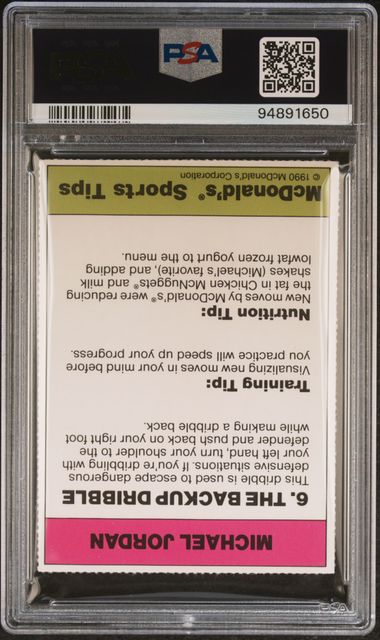 PSA
94891650
MICHAEL JORDAN
6. THE BACKUP DRIBBLE
This dribble is used to escape dangerous
defensive situations. If you're dribbling with
your left hand, turn your shoulder to the
defender and push back on your right foot
while making a dribble back.
Training Tip:
Visualizing new moves in your mind before
you practice will speed up your progress.
Nutrition Tip:
New moves by McDonald's® were reducing
the fat in Chicken McNuggets® and milk
shakes (Michael's favorite), and adding
lowfat frozen yogurt to the menu.
© 1990 McDonald's Corporation
McDonald's® Sports Tips
PSA